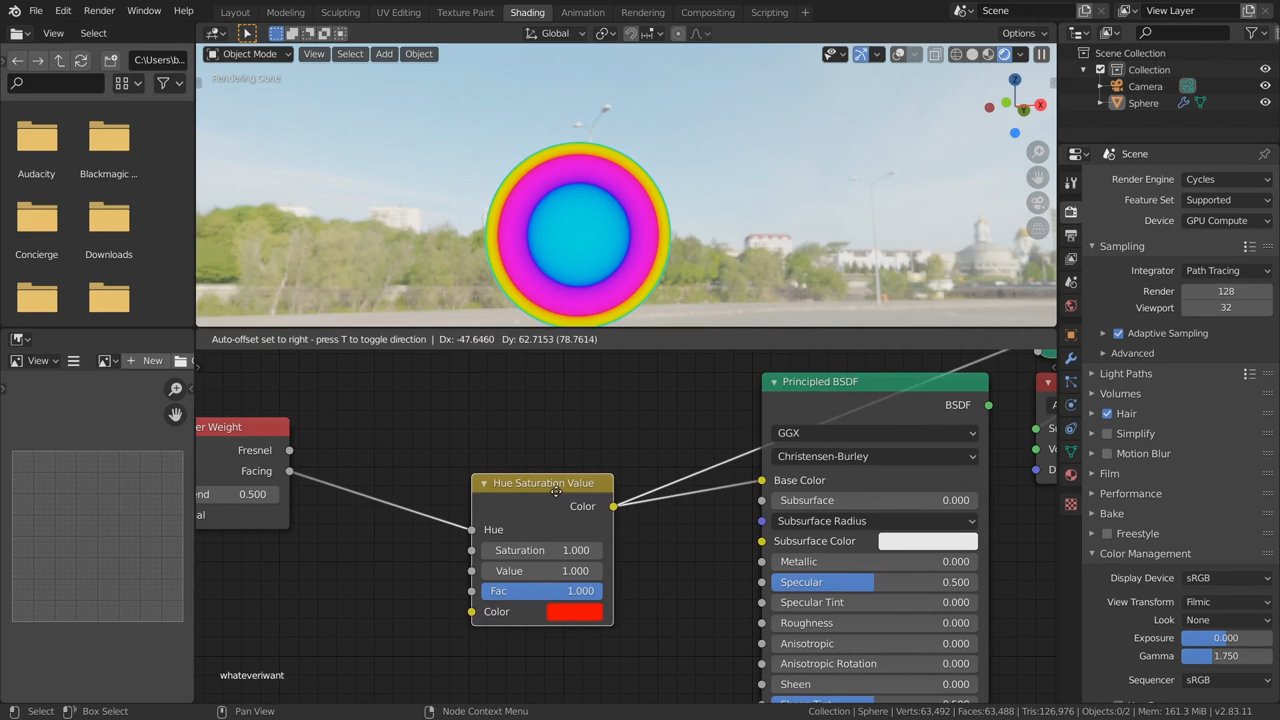 File Edit Render Window Help Layout Modeling Sculpting UV Editing Texture Paint Shading Animation Rendering Compositing Scripting + Scene View Layer
View Select Global Options
C:\Users\b... Object Mode View Select Add Object
Rendering Done
Audacity Blackmagic ...
Concierge Downloads
Z
X
Y
Scene Collection
Collection
Camera
Sphere
Scene
Render Engine Cycles
Feature Set Supported
Device GPU Compute
Sampling
Integrator Path Tracing
Render 128
Viewport 32
Adaptive Sampling
Advanced
Light Paths
Volumes
Hair
Simplify
Motion Blur
Film
Performance
Bake
Freestyle
Color Management
Display Device sRGB
View Transform Filmic
Look None
Exposure 0.000
Gamma 1.750
Sequencer sRGB
Auto-offset set to right - press T to toggle direction | Dx: -47.6460 Dy: 62.7153 (78.7614)
View + New
er Weight
Fresnel
Facing
end 0.500
al
Hue Saturation Value
Color
Hue
Saturation 1.000
Value 1.000
Fac 1.000
Color
Principled BSDF
BSDF
GGX
Christensen-Burley
Base Color
Subsurface 0.000
Subsurface Radius
Subsurface Color
Metallic 0.000
Specular 0.500
Specular Tint 0.000
Roughness 0.000
Anisotropic 0.000
Anisotropic Rotation 0.000
Sheen 0.000
whateveriwant
Select Box Select Pan View Node Context Menu Collection | Sphere | Verts:63,492 | Faces:63,488 | Tris:126,976 | Objects:0/2 | Mem: 161.3 MiB | v2.83.11